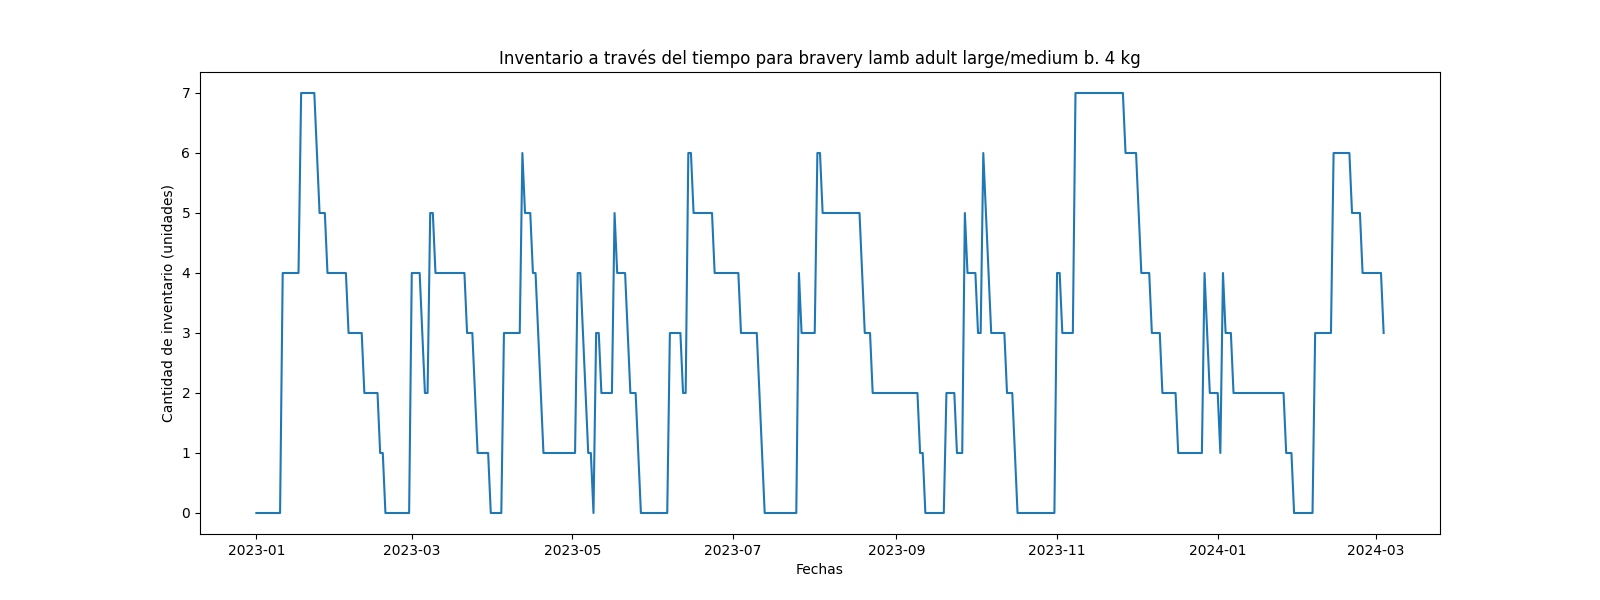 Inventario a través del tiempo para bravery lamb adult large/medium b. 4 kg
Cantidad de inventario (unidades)
7
6
5
4
3
2
1
0
2023-01 2023-03 2023-05 2023-07 2023-09 2023-11 2024-01 2024-03
Fechas